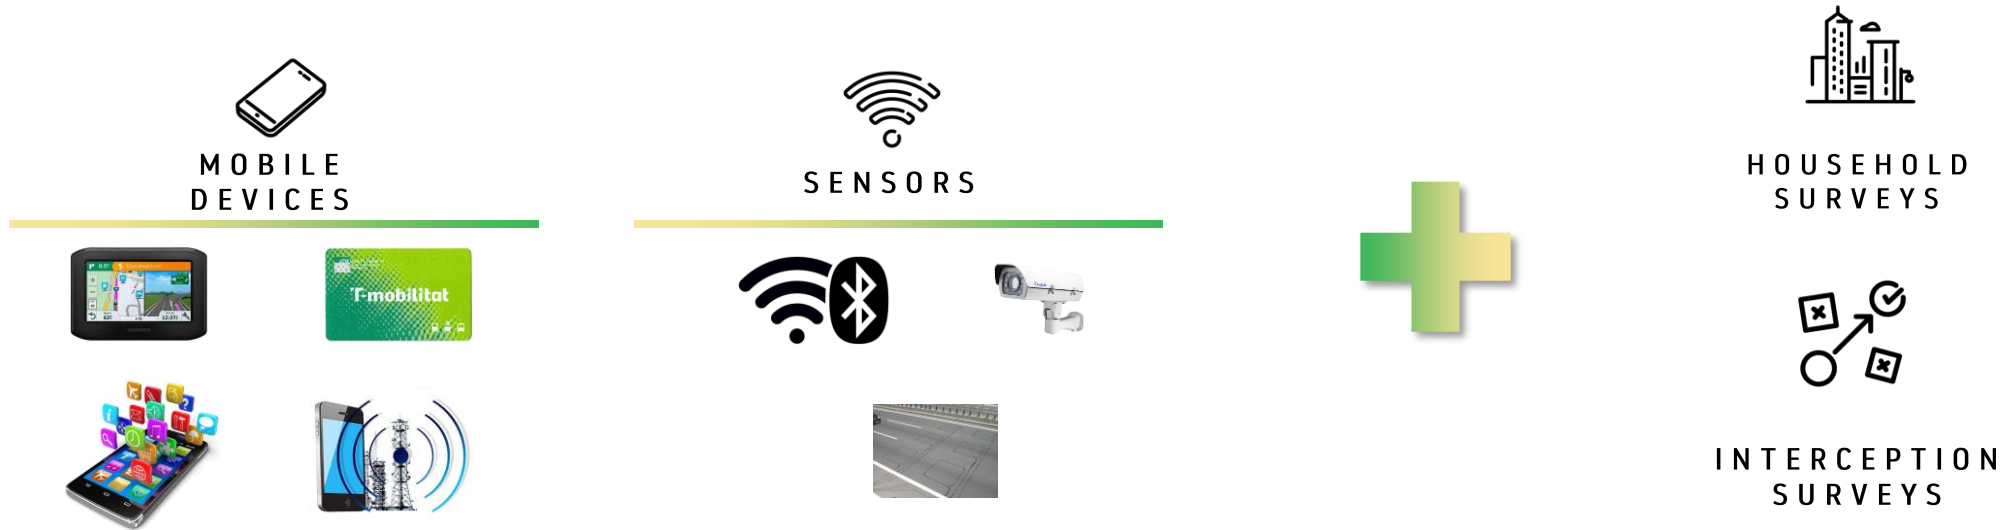 MOBILE
DEVICES
SENSORS
HOUSEHOLD
SURVEYS
T-mobilitat
INTERCEPTION
SURVEYS